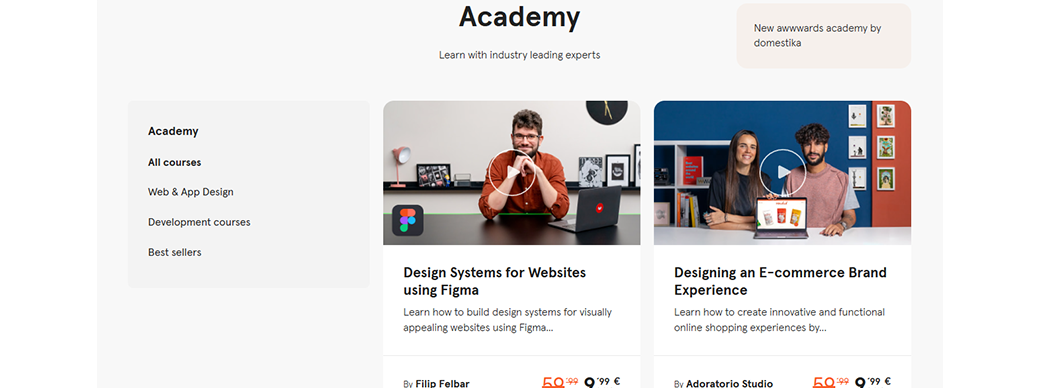 Academy
Learn with industry leading experts
New awwwards academy by
domestika
Academy
All courses
Web & App Design
Development courses
Best sellers
Design Systems for Websites
using Figma
Learn how to build design systems for visually
appealing websites using Figma...
By Filip Felbar
59'99 9'99 €
Designing an E-commerce Brand
Experience
Learn how to create innovative and functional
online shopping experiences by...
By Adoratorio Studio
59'99 9'99 €